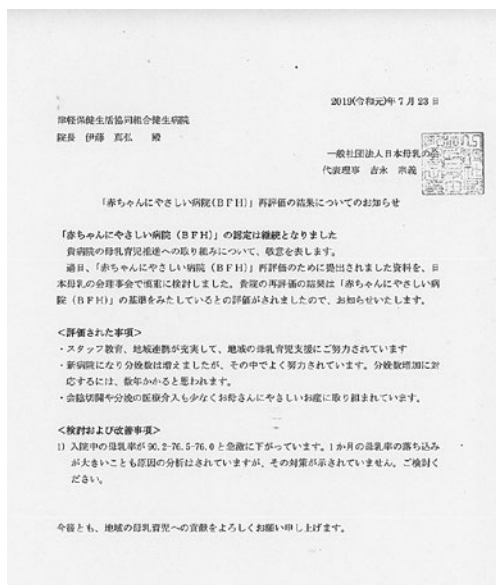 2019(令和元)年7月23日
津軽保健生活協同組合健生病院
院長 伊藤 真弘 殿
一般社団法人日本母乳の会
代表理事 吉永 宗義
「赤ちゃんにやさしい病院(BFH)」再評価の結果についてのお知らせ
「赤ちゃんにやさしい病院(BFH)」の認定は継続となりました
貴病院の母乳育児推進への取り組みについて、敬意を表します。
過日、「赤ちゃんにやさしい病院(BFH)」再評価のために提出されました資料を、日
本母乳の会理事会で慎重に検討しました。貴院の再評価の結果は「赤ちゃんにやさしい病
院(BFH)」の基準をみたしているとの評価がされましたので、お知らせいたします。
<評価された事項>
・スタッフ教育、地域連携が充実して、地域の母乳育児支援にご努力されています
・新病院になり分娩数は増えましたが、その中でよく努力されています。分娩数増加に対
応するには、数年かかると思われます。
・会陰切開や分娩の医療介入も少なくお母さんにやさしいお産に取り組まれています。
<検討および改善事項>
1) 入院中の母乳率が90.2-76.5-76.0と急激に下がっています。1か月の母乳率の落ち込み
が大きいことも原因の分析はされていますが、その対策が示されていません。ご検討く
ださい。
今後とも、地域の母乳育児への貢献をよろしくお願い申し上げます。